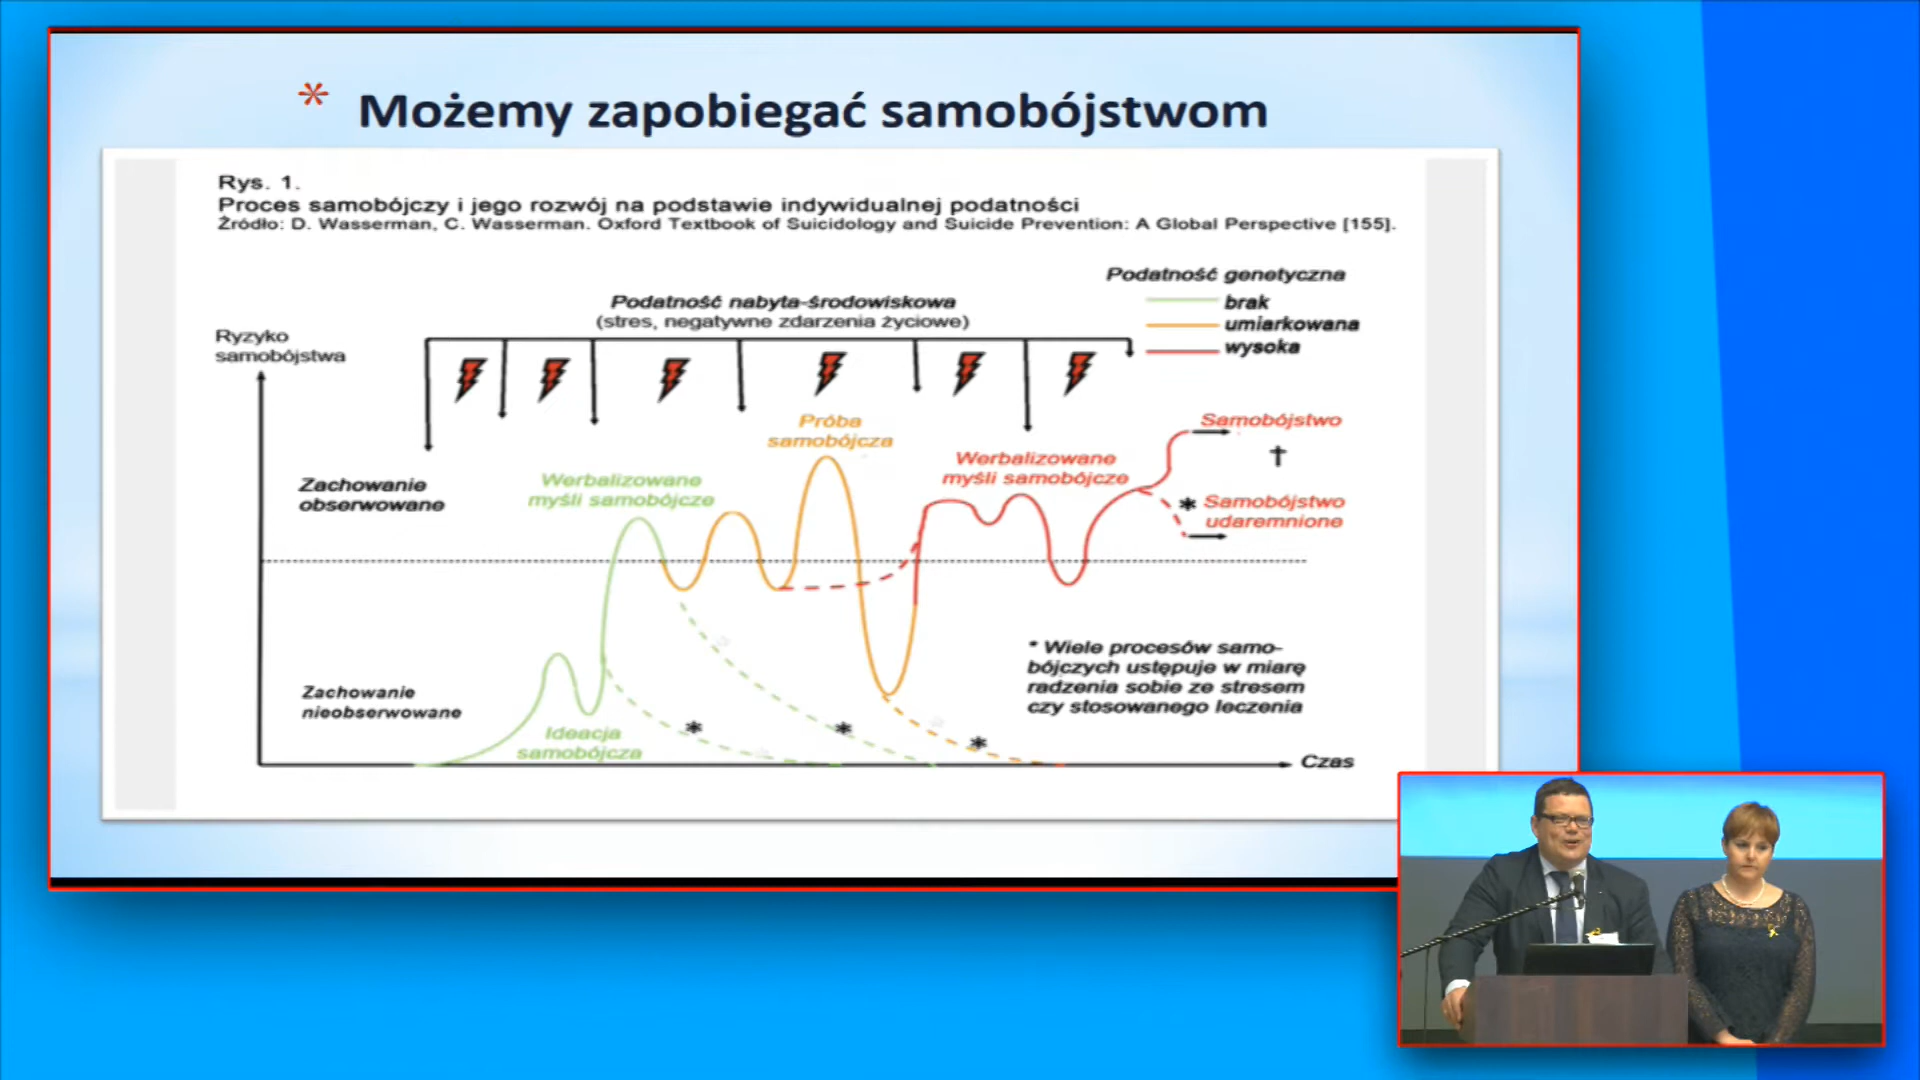 * Możemy zapobiegać samobójstwom
Rys. 1.
Proces samobójczy i jego rozwój na podstawie indywidualnej podatności
Źródło: D. Wasserman, C. Wasserman. Oxford Textbook of Suicidology and Suicide Prevention: A Global Perspective [155].
Podatność genetyczna
brak
umiarkowana
wysoka
Podatność nabyta-środowiskowa
(stres, negatywne zdarzenia życiowe)
Ryzyko
samobójstwa
Próba
samobójcza
Samobójstwo
†
Werbalizowane
myśli samobójcze
Werbalizowane
myśli samobójcze
Zachowanie
obserwowane
* Samobójstwo
udaremnione
* Wiele procesów samo-
bójczych ustępuje w miarę
radzenia sobie ze stresem
czy stosowanego leczenia
Zachowanie
nieobserwowane
Ideacja
samobójcza
*
*
*
Czas